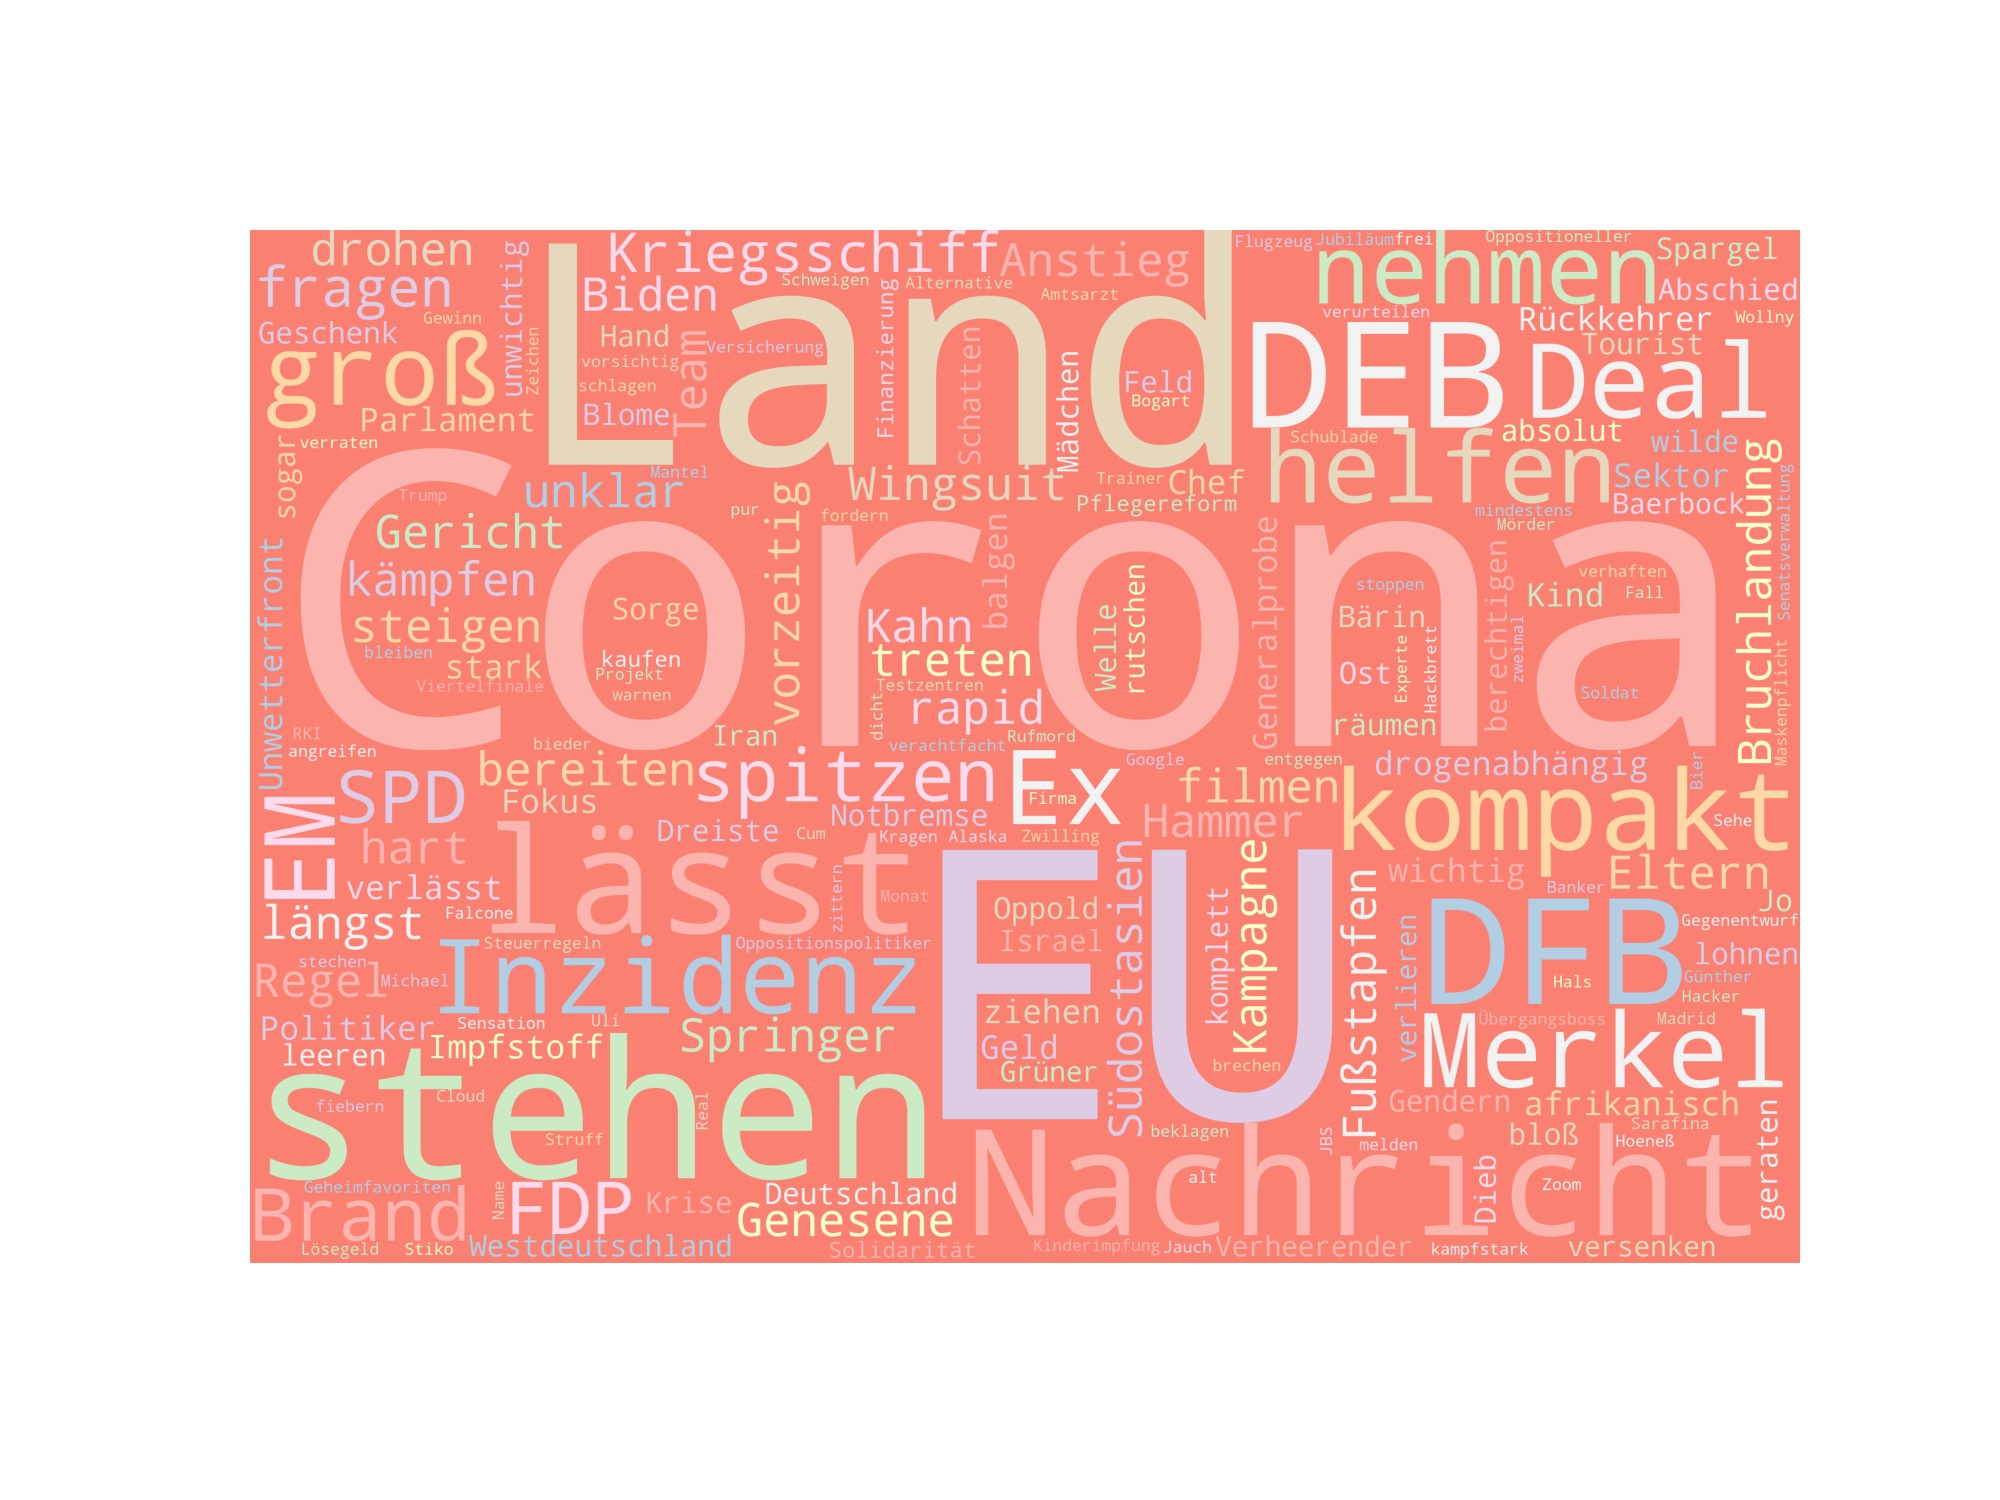 drohen
unwichtig
Kriegsschiff
Land
Anstieg
Flugzeug
Jubiläum
frei
Oppositioneller
Spargel
fragen
Biden
Schweigen
Finanzierung
Alternative
Amtsarzt
nehmen
Abschied
Geschenk
Gewinn
Zeichen
Hand
Team
Versicherung
Schatten
Mädchen
verurteilen
Rückkehrer
Wollny
groß
vorsichtig
DEB
Deal
Tourist
schlagen
Feld
Bogart
Parlament
Blome
sogar
verraten
helfen
Schublade
absolut
wilde
Bruchlandung
Corona
Mantel
unklar
vorzeitig
Wingsuit
Trainer
Chef
Sektor
Senatsverwaltung
Trump
pur
fordern
Pflegereform
mindestens
Baerbock
Gericht
balgen
Generalprobe
Mörder
Unwetterfront
kämpfen
Sorge
Welle
rutschen
stoppen
berechtigen
verhaften
Kind
Fall
steigen
Kahn
Bärin
zweimal
bleiben
stark
kaufen
treten
Ost
Experte
Hackbrett
Maskenpflicht
Viertelfinale
Projekt
warnen
Testzentren
Soldat
RKI
rapid
dicht
räumen
angreifen
bieder
Iran
verachtfacht
Rufmord
SPD
bereiten
spitzen
Ex
Google
entgegen
drogenabhängig
Bier
EM
Fokus
Notbremse
Firma
filmen
kompakt
hart
lässt
Dreiste
Cum
Kragen
Alaska
Zwilling
Hammer
Sehe
verlässt
zittern
Monat
EU
Südostasien
Kampagne
wichtig
Eltern
Banker
Jo
längst
Falcone
Oppold
komplett
Fußstapfen
verlieren
DFB
Gegenentwurf
Inzidenz
Steuerregeln
Oppositionspolitiker
Israel
lohnen
Regel
stechen
Michael
Hals
Günther
Hacker
Politiker
Sensation
Uli
Springer
ziehen
Merkel
Übergangsboss
Madrid
leeren
Impfstoff
Geld
Grüner
brechen
stehen
fiebern
Cloud
Real
Gendern
afrikanisch
geraten
Struff
beklagen
JBS
melden
bloß
Sarafina
Hoeneß
Nachricht
Brand
Geheimfavoriten
Name
FDP
Krise
Deutschland
alt
Dieb
Zoom
Genesene
Lösegeld
Stiko
Westdeutschland
Solidarität
Kinderimpfung
Jauch
Verheerender
kampfstark
versenken